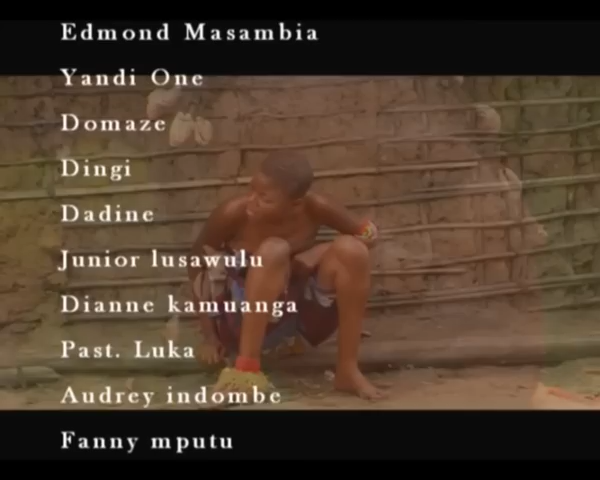 Edmond Masambia
Yandi One
Domaze
Dingi
Dadine
Junior lusawulu
Dianne kamuanga
Past. Luka
Audrey indombe
Fanny mputu